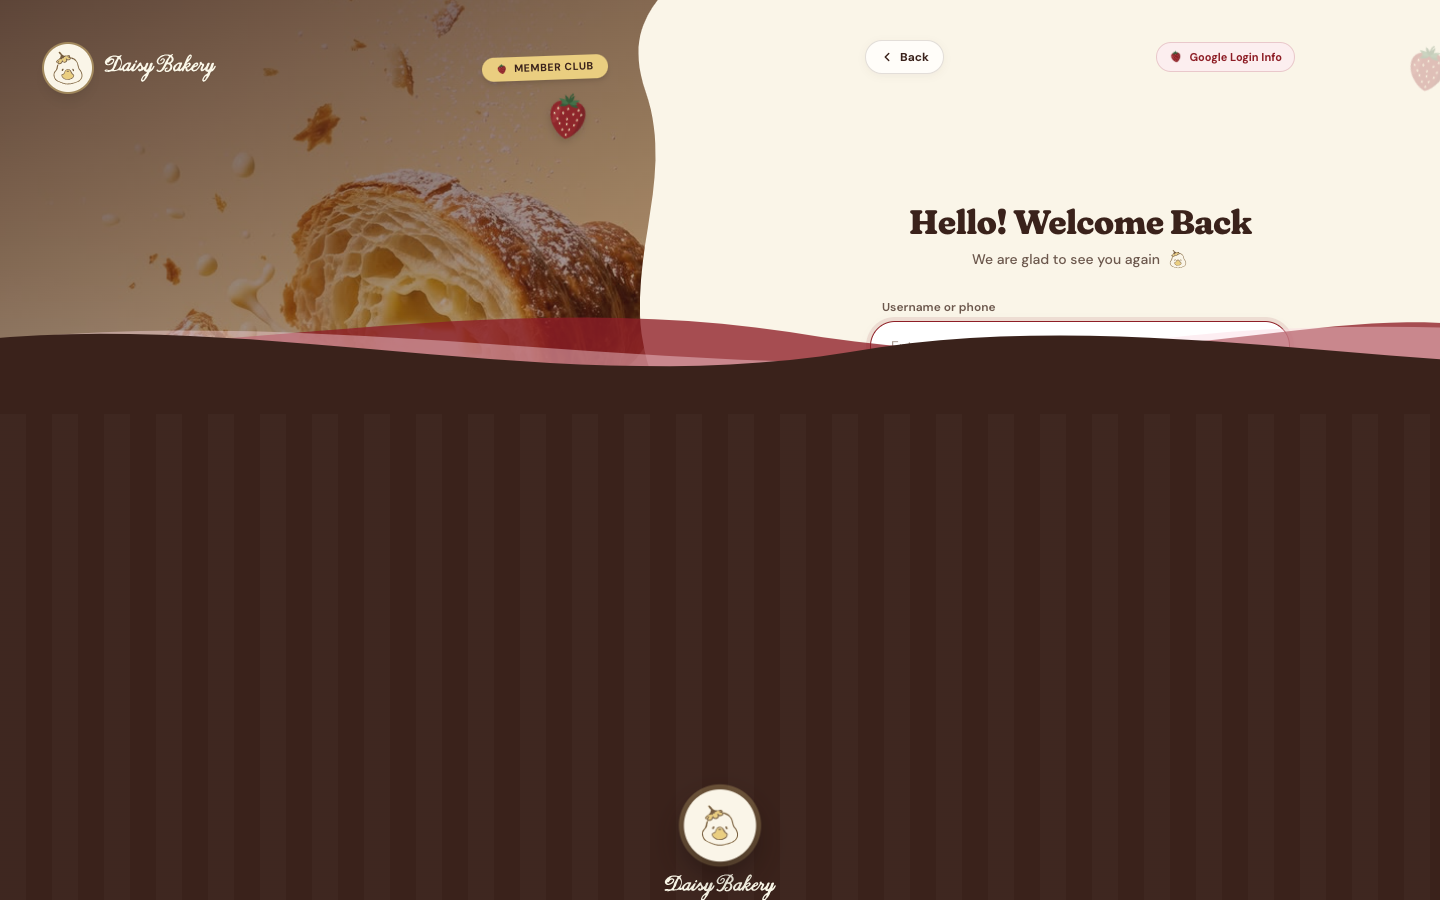 Daisy Bakery
MEMBER CLUB
Back
Google Login Info
Hello! Welcome Back
We are glad to see you again
Username or phone
Daisy Bakery